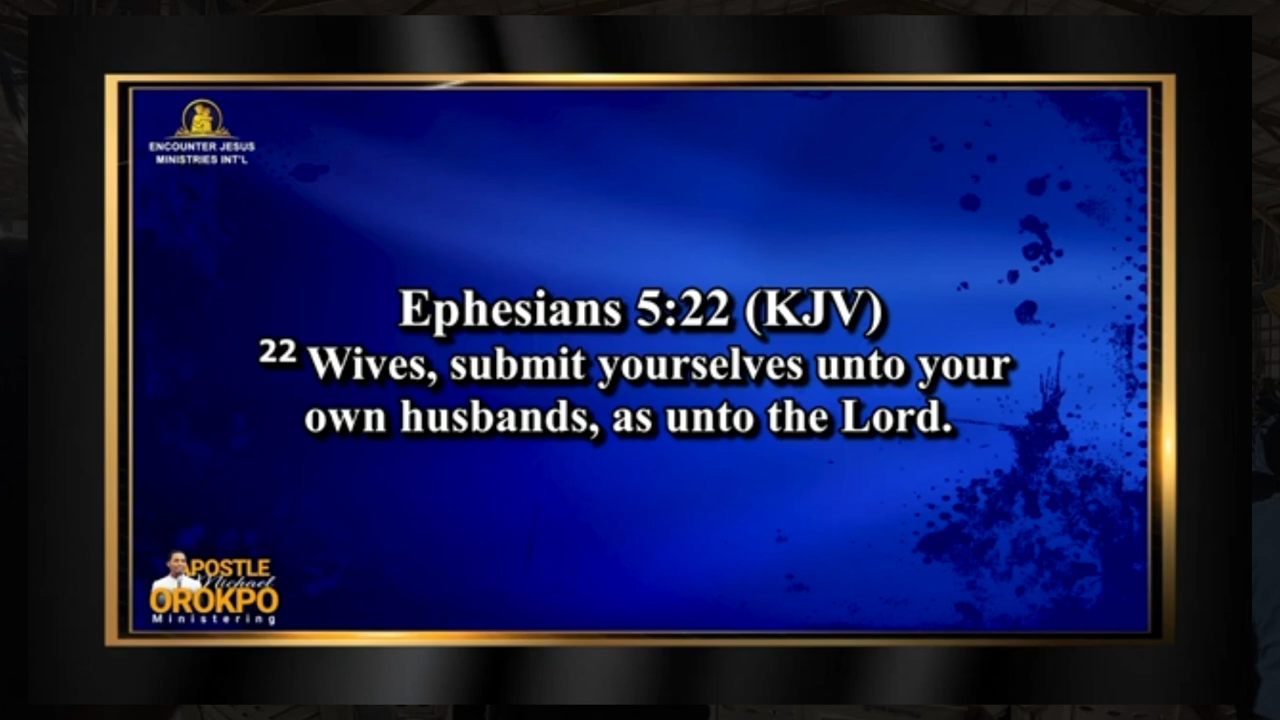 ENCOUNTER JESUS
MINISTRIES INT'L
Ephesians 5:22 (KJV)
22 Wives, submit yourselves unto your
own husbands, as unto the Lord.
APOSTLE
Michael
OROKPO
Ministering